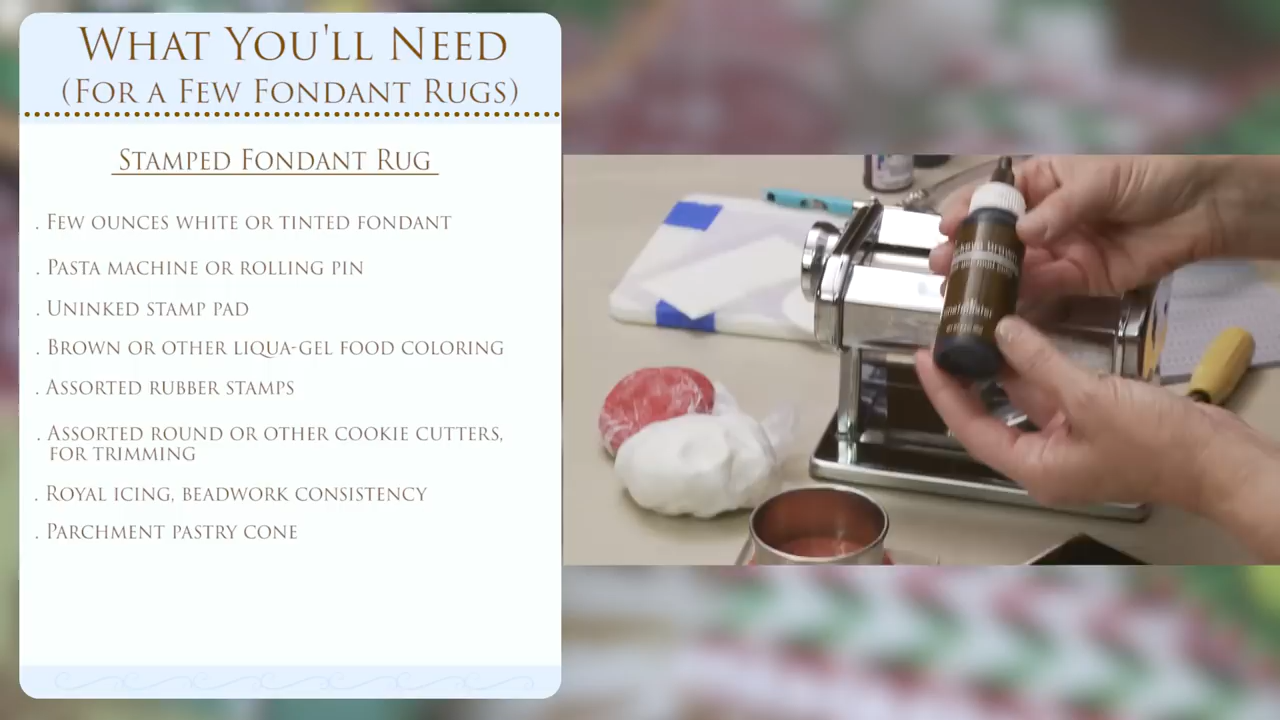 WHAT YOU'LL NEED
(FOR A FEW FONDANT RUGS)
STAMPED FONDANT RUG
. FEW OUNCES WHITE OR TINTED FONDANT
. PASTA MACHINE OR ROLLING PIN
. UNINKED STAMP PAD
. BROWN OR OTHER LIQUA-GEL FOOD COLORING
. ASSORTED RUBBER STAMPS
. ASSORTED ROUND OR OTHER COOKIE CUTTERS,
FOR TRIMMING
. ROYAL ICING, BEADWORK CONSISTENCY
. PARCHMENT PASTRY CONE